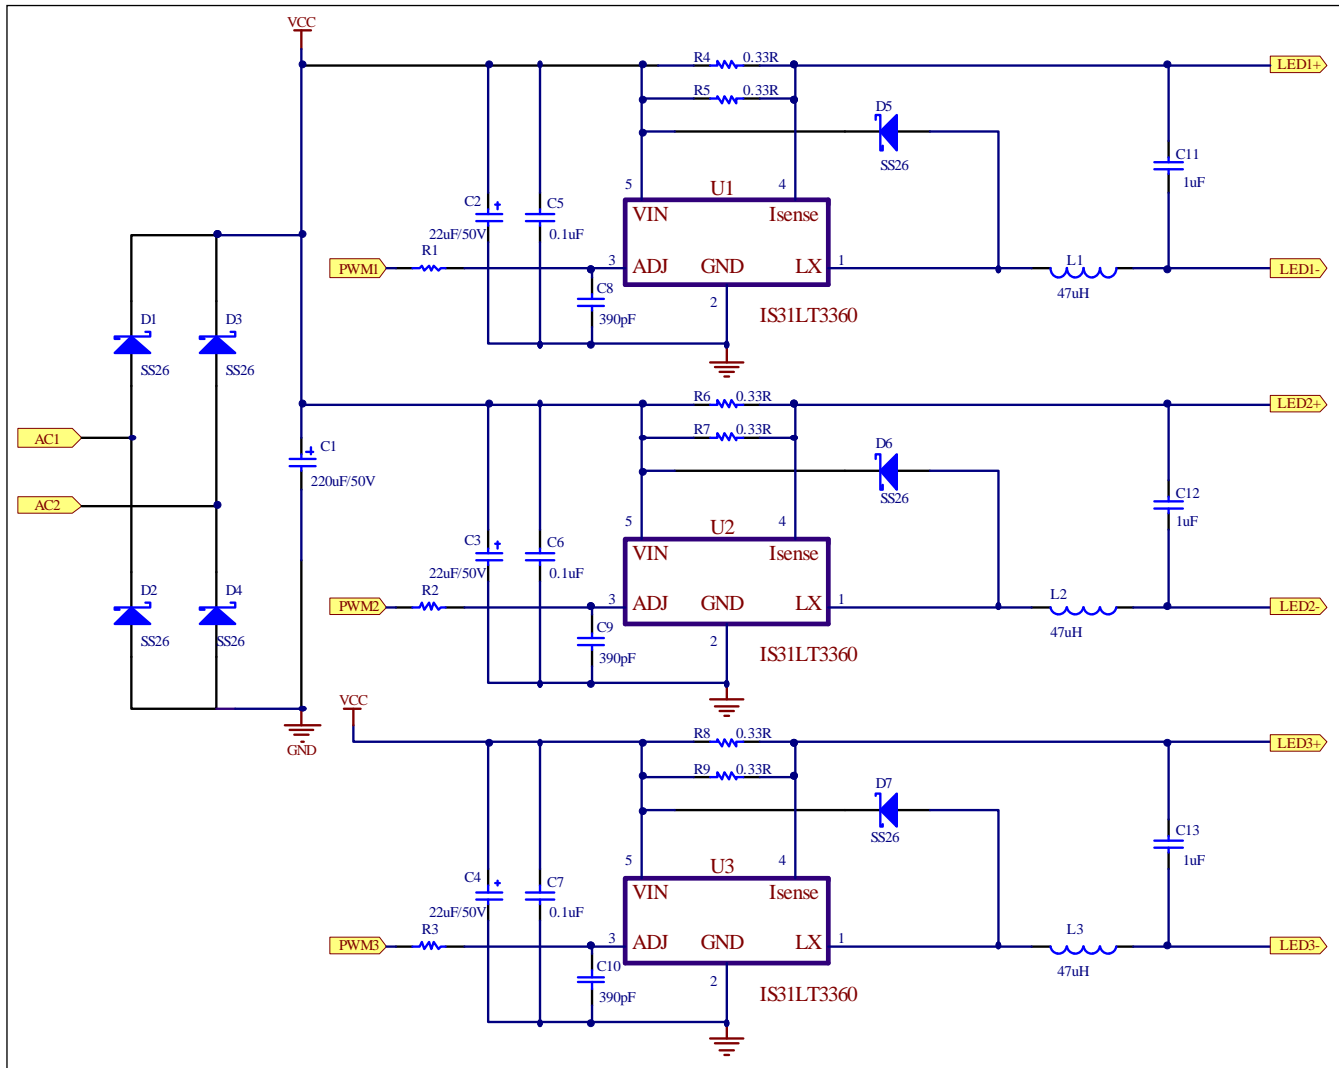 VCC
R4 0.33R
LED1+
R5 0.33R
D5
SS26
C11
1uF
5
U1
4
C2
22uF/50V
C5
0.1uF
VIN
Isense
PWM1
R1
3
ADJ
GND
LX
1
L1
47uH
LED1-
C8
390pF
2
IS31LT3360
D1
SS26
D3
SS26
R6 0.33R
LED2+
R7 0.33R
AC1
AC2
C1
220uF/50V
D6
SS26
C12
1uF
5
U2
4
C3
22uF/50V
C6
0.1uF
VIN
Isense
D2
SS26
D4
SS26
PWM2
R2
3
ADJ
GND
LX
1
L2
47uH
LED2-
C9
390pF
2
IS31LT3360
VCC
GND
R8 0.33R
LED3+
R9 0.33R
D7
SS26
C13
1uF
5
U3
4
C4
22uF/50V
C7
0.1uF
VIN
Isense
PWM3
R3
3
ADJ
GND
LX
1
L3
47uH
LED3-
C10
390pF
2
IS31LT3360